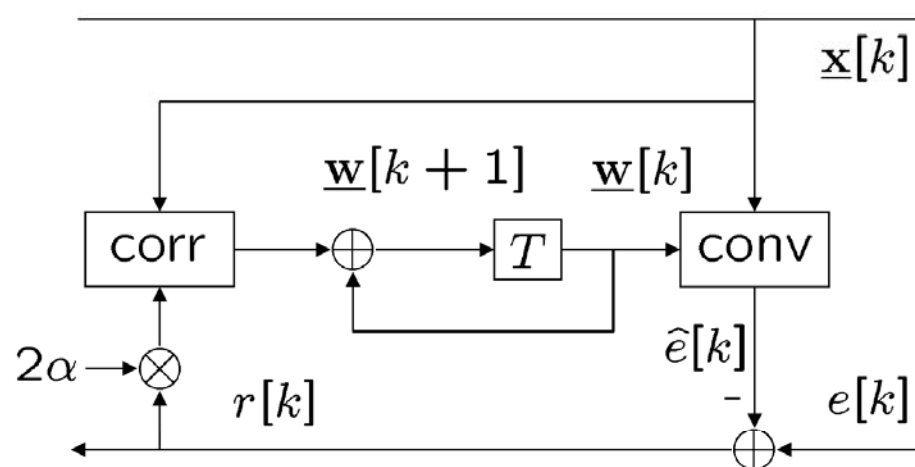 x[k]
w[k + 1] w[k]
corr T conv
ê[k]
2α r[k] - e[k]